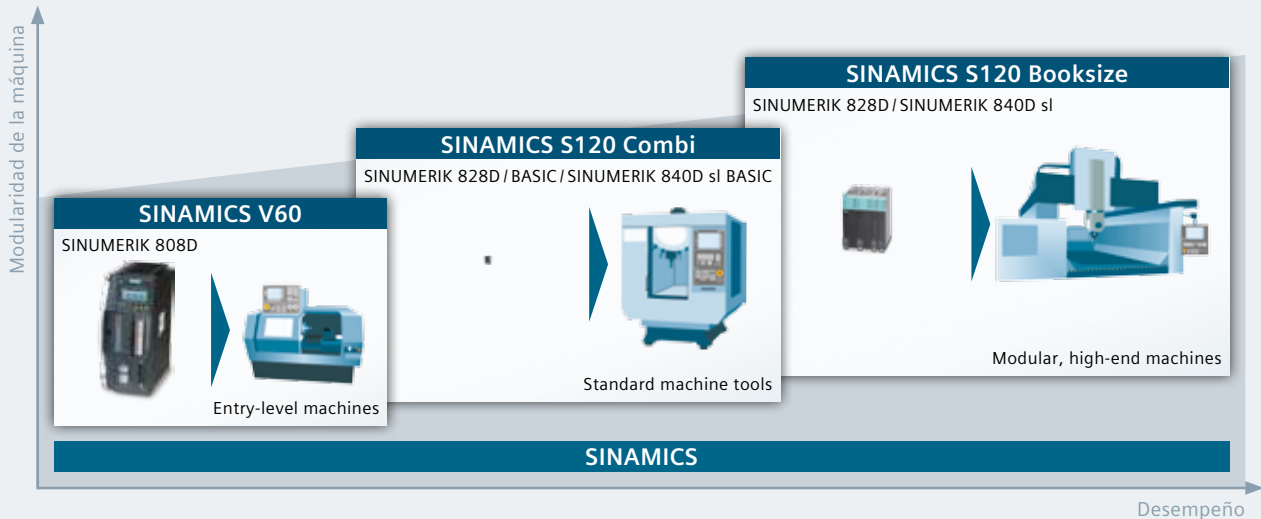 Modularidad de la máquina
SINAMICS V60
SINUMERIK 808D
Entry-level machines
SINAMICS S120 Combi
SINUMERIK 828D / BASIC / SINUMERIK 840D sl BASIC
Standard machine tools
SINAMICS S120 Booksize
SINUMERIK 828D / SINUMERIK 840D sl
Modular, high-end machines
SINAMICS
Desempeño